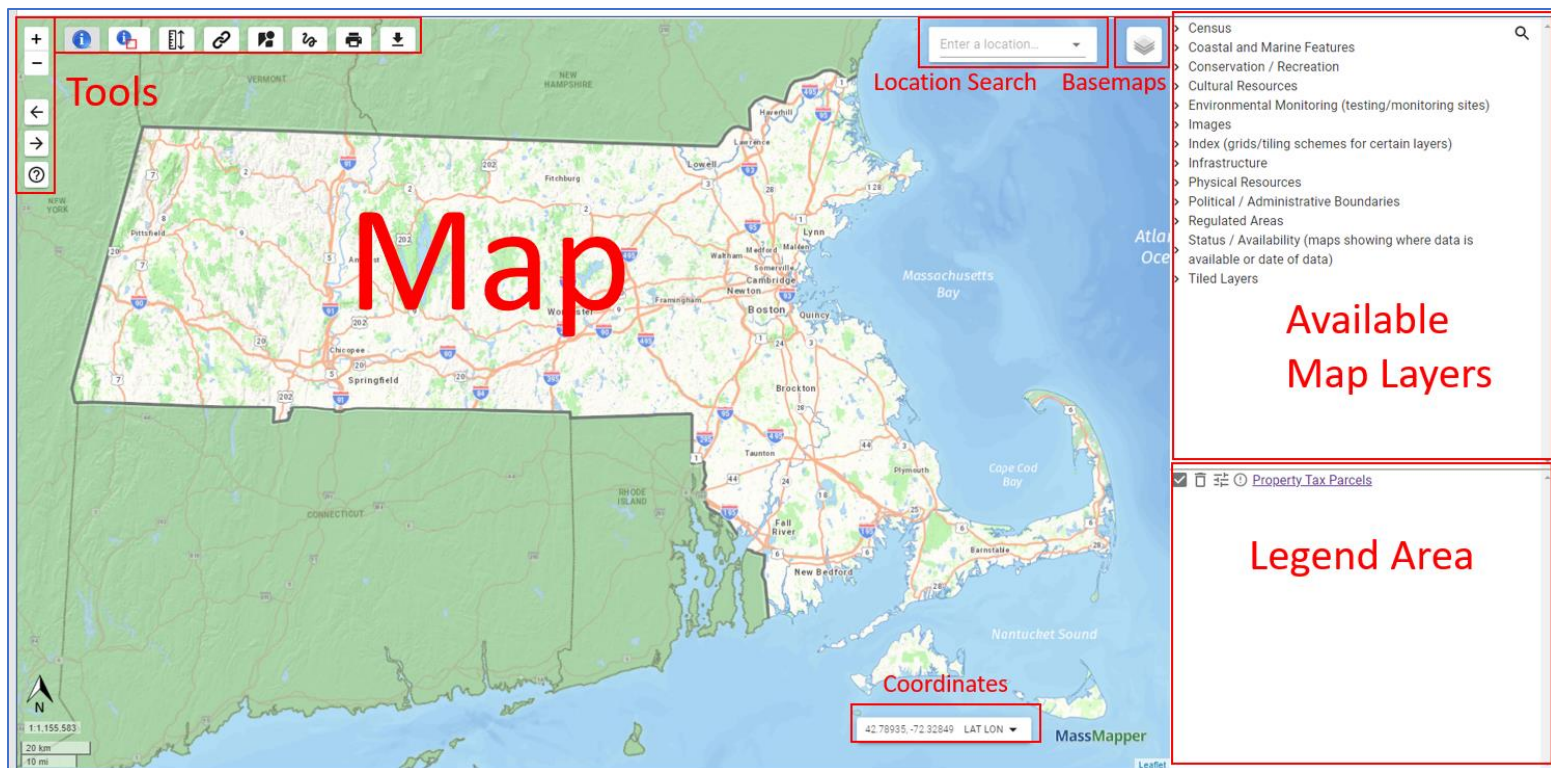 Tools
Enter a location...
Location Search
Basemaps
Census
Coastal and Marine Features
Conservation / Recreation
Cultural Resources
Environmental Monitoring (testing/monitoring sites)
Images
Index (grids/tiling schemes for certain layers)
Infrastructure
Physical Resources
Political / Administrative Boundaries
Regulated Areas
Status / Availability (maps showing where data is
available or date of data)
Tiled Layers
Available
Map Layers
Property Tax Parcels
Legend Area
Map
VERMONT
NEW
HAMPSHIRE
NEW
YORK
Haverhill
Lawrence
Lowell
Fitchburg
Pittsfield
Lynn
Medford
Malden
Waltham
Somerville
Cambridge
Newton
Boston
Quincy
Framingham
Chicopee
Springfield
Brockton
Taunton
Plymouth
Fall
River
New Bedford
Barnstable
Massachusetts
Bay
Cape Cod
Bay
Nantucket Sound
RHODE
ISLAND
CONNECTICUT
Coordinates
42.78935, -72.32849 LAT LON
MassMapper
Leaflet
N
1:1,155,583
20 km
10 mi